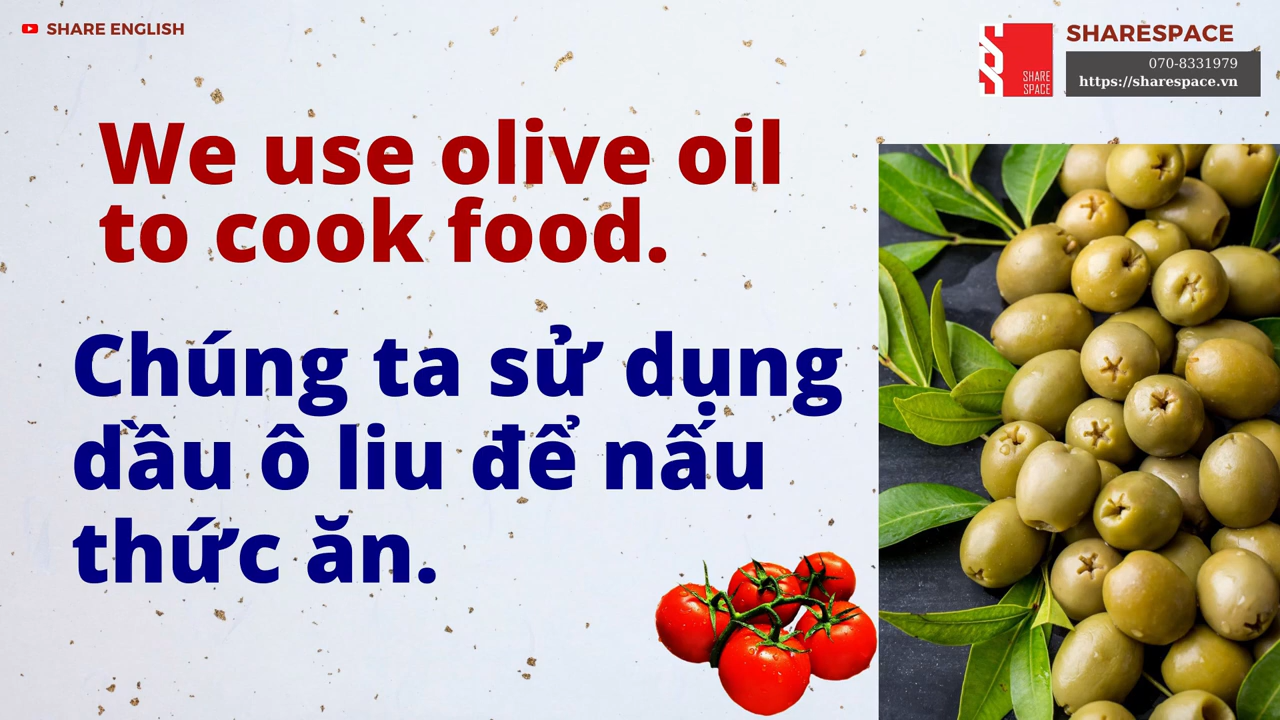 SHARE ENGLISH
SHARESPACE
SHARE
SPACE
070-8331979
https://sharespace.vn
We use olive oil
to cook food.
Chúng ta sử dụng
dầu ô liu để nấu
thức ăn.